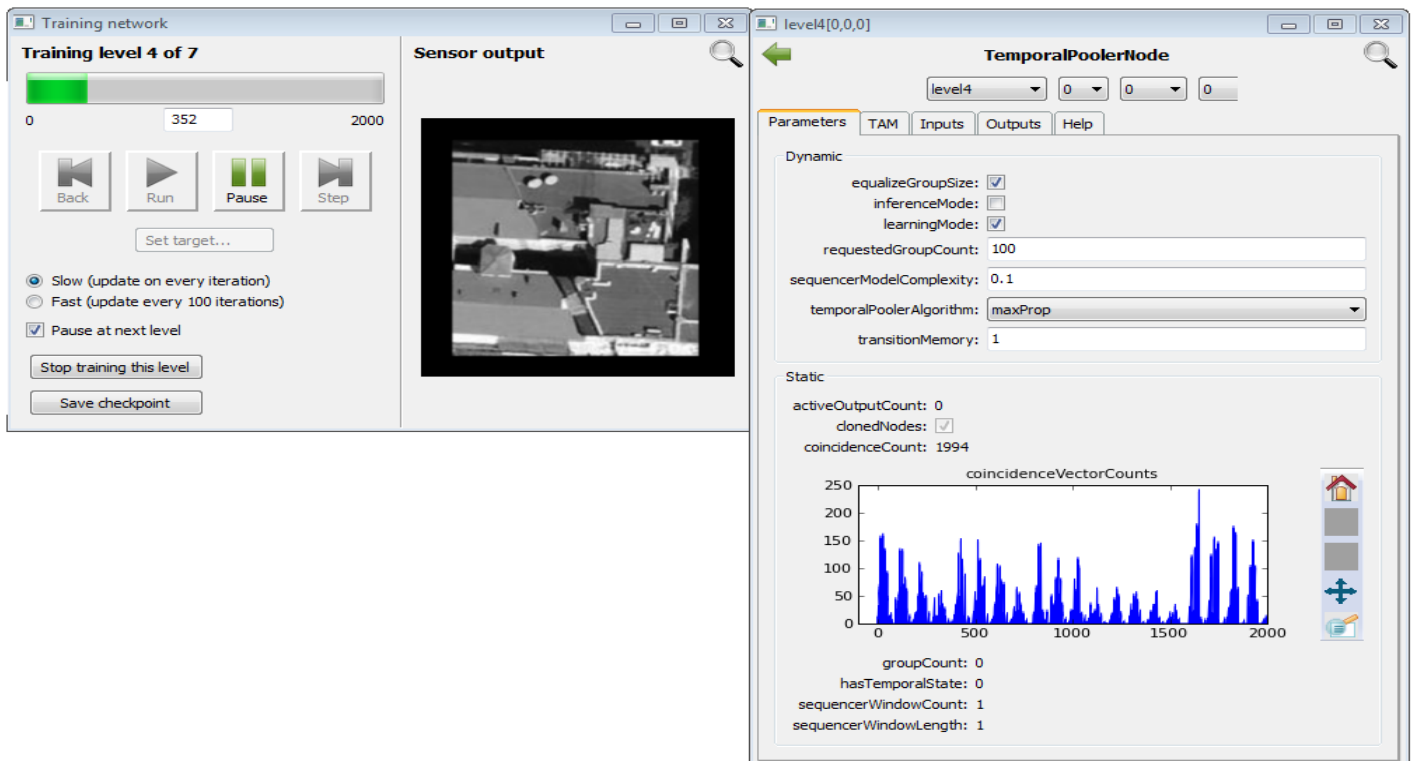 Training network
Training level 4 of 7
0 352 2000
Back Run Pause Step
Set target...
Slow (update on every iteration)
Fast (update every 100 iterations)
Pause at next level
Stop training this level
Save checkpoint
Sensor output
level4[0,0,0]
TemporalPoolerNode
level4 0 0 0
Parameters TAM Inputs Outputs Help
Dynamic
equalizeGroupSize:
inferenceMode:
learningMode:
requestedGroupCount: 100
sequencerModelComplexity: 0.1
temporalPoolerAlgorithm: maxProp
transitionMemory: 1
Static
activeOutputCount: 0
clonedNodes:
coincidenceCount: 1994
coincidenceVectorCounts
250
200
150
100
50
0
0 500 1000 1500 2000
groupCount: 0
hasTemporalState: 0
sequencerWindowCount: 1
sequencerWindowLength: 1